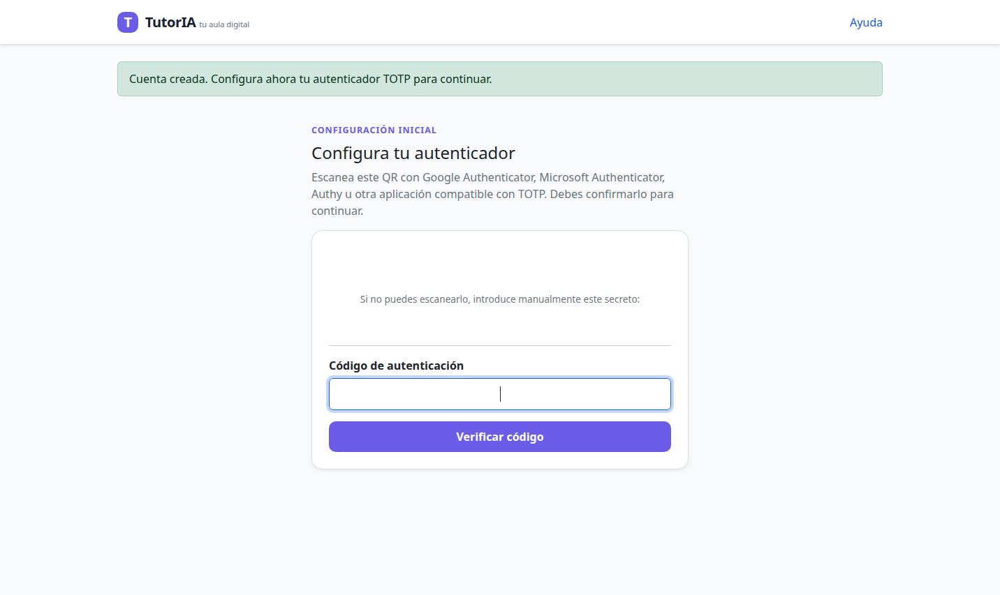 T TutorIA tu aula digital
Ayuda
Cuenta creada. Configura ahora tu autenticador TOTP para continuar.
CONFIGURACIÓN INICIAL
Configura tu autenticador
Escanea este QR con Google Authenticator, Microsoft Authenticator,
Authy u otra aplicación compatible con TOTP. Debes confirmarlo para
continuar.
Si no puedes escanearlo, introduce manualmente este secreto:
Código de autenticación
Verificar código